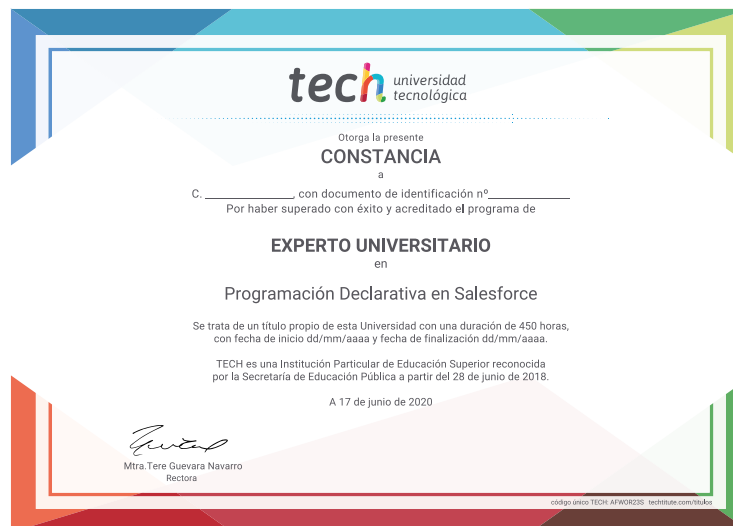 tech universidad
tecnológica
Otorga la presente
CONSTANCIA
a
C. ______________, con documento de identificación nº______________
Por haber superado con éxito y acreditado el programa de
EXPERTO UNIVERSITARIO
en
Programación Declarativa en Salesforce
Se trata de un título propio de esta Universidad con una duración de 450 horas,
con fecha de inicio dd/mm/aaaa y fecha de finalización dd/mm/aaaa.
TECH es una Institución Particular de Educación Superior reconocida
por la Secretaría de Educación Pública a partir del 28 de junio de 2018.
A 17 de junio de 2020
Mtra.Tere Guevara Navarro
Rectora
código único TECH: AFWOR23S techtitute.com/titulos